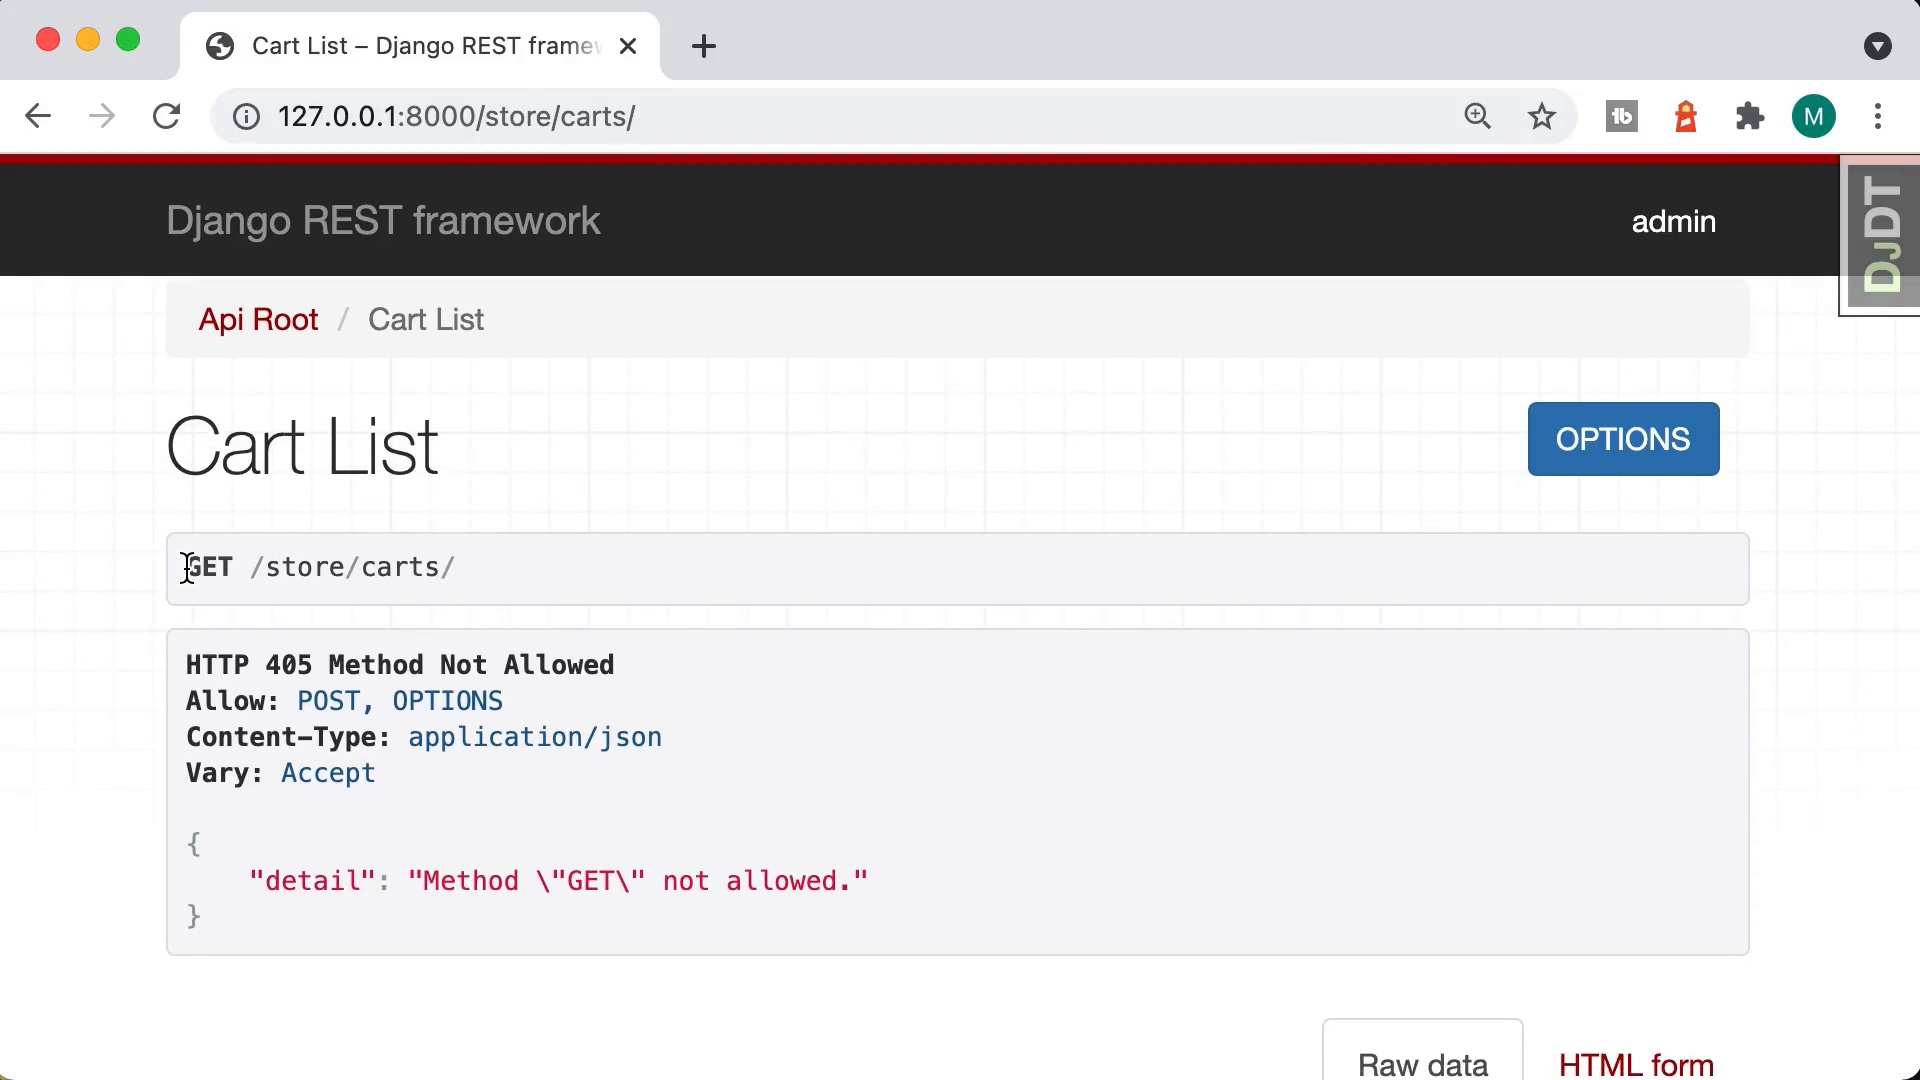 Cart List – Django REST framew
127.0.0.1:8000/store/carts/
M
Django REST framework
admin
DJDT
Api Root / Cart List
Cart List
OPTIONS
GET /store/carts/
HTTP 405 Method Not Allowed
Allow: POST, OPTIONS
Content-Type: application/json
Vary: Accept
{
"detail": "Method \"GET\" not allowed."
}
Raw data
HTML form